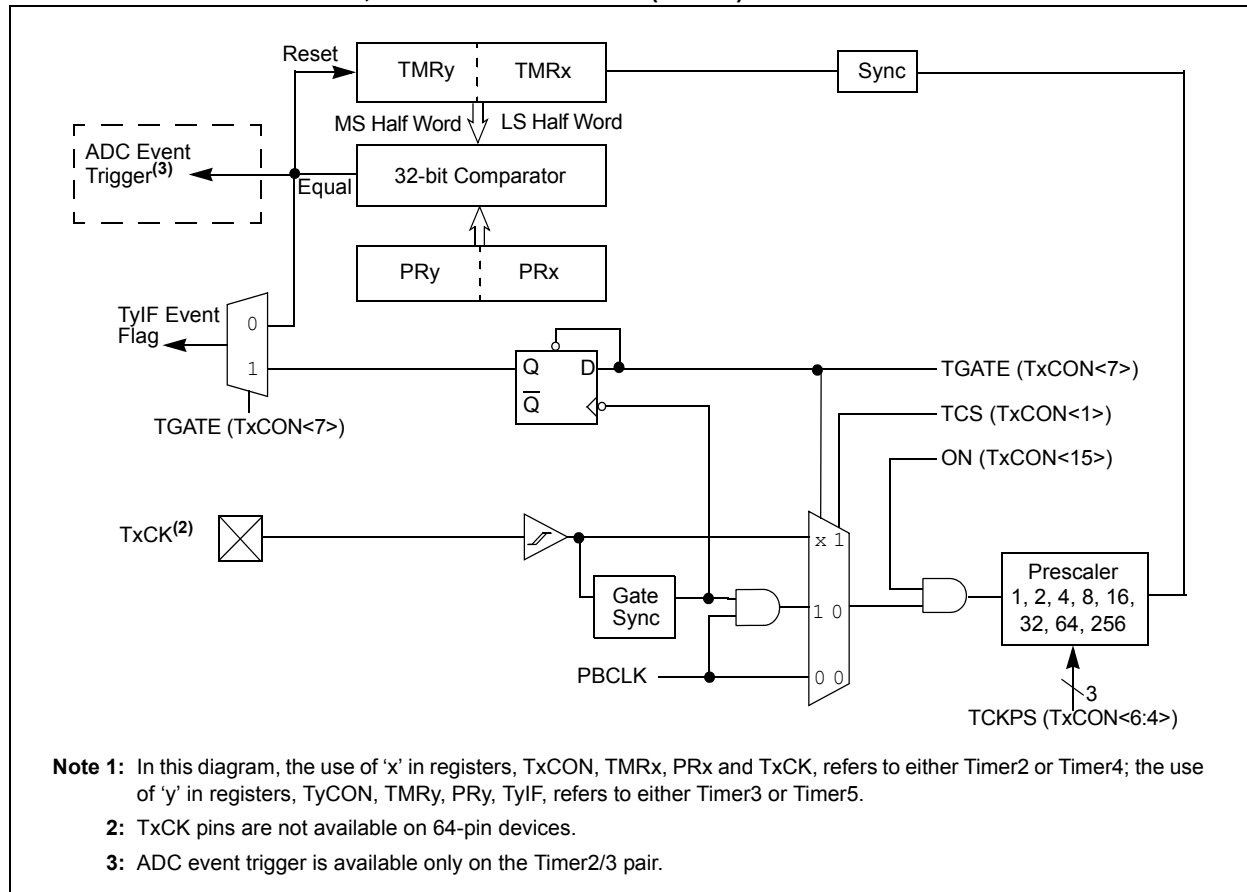 Reset
TMRy TMRx
Sync
MS Half Word LS Half Word
ADC Event
Trigger(3)
Equal
32-bit Comparator
PRy PRx
TyIF Event
Flag
0
1
Q D
Q
TGATE (TxCON<7>)
TGATE (TxCON<7>)
TCS (TxCON<1>)
ON (TxCON<15>)
TxCK(2)
x 1
Gate
Sync
1 0
Prescaler
1, 2, 4, 8, 16,
32, 64, 256
PBCLK
0 0
3
TCKPS (TxCON<6:4>)
Note 1: In this diagram, the use of ‘x’ in registers, TxCON, TMRx, PRx and TxCK, refers to either Timer2 or Timer4; the use
of ‘y’ in registers, TyCON, TMRy, PRy, TyIF, refers to either Timer3 or Timer5.
2: TxCK pins are not available on 64-pin devices.
3: ADC event trigger is available only on the Timer2/3 pair.